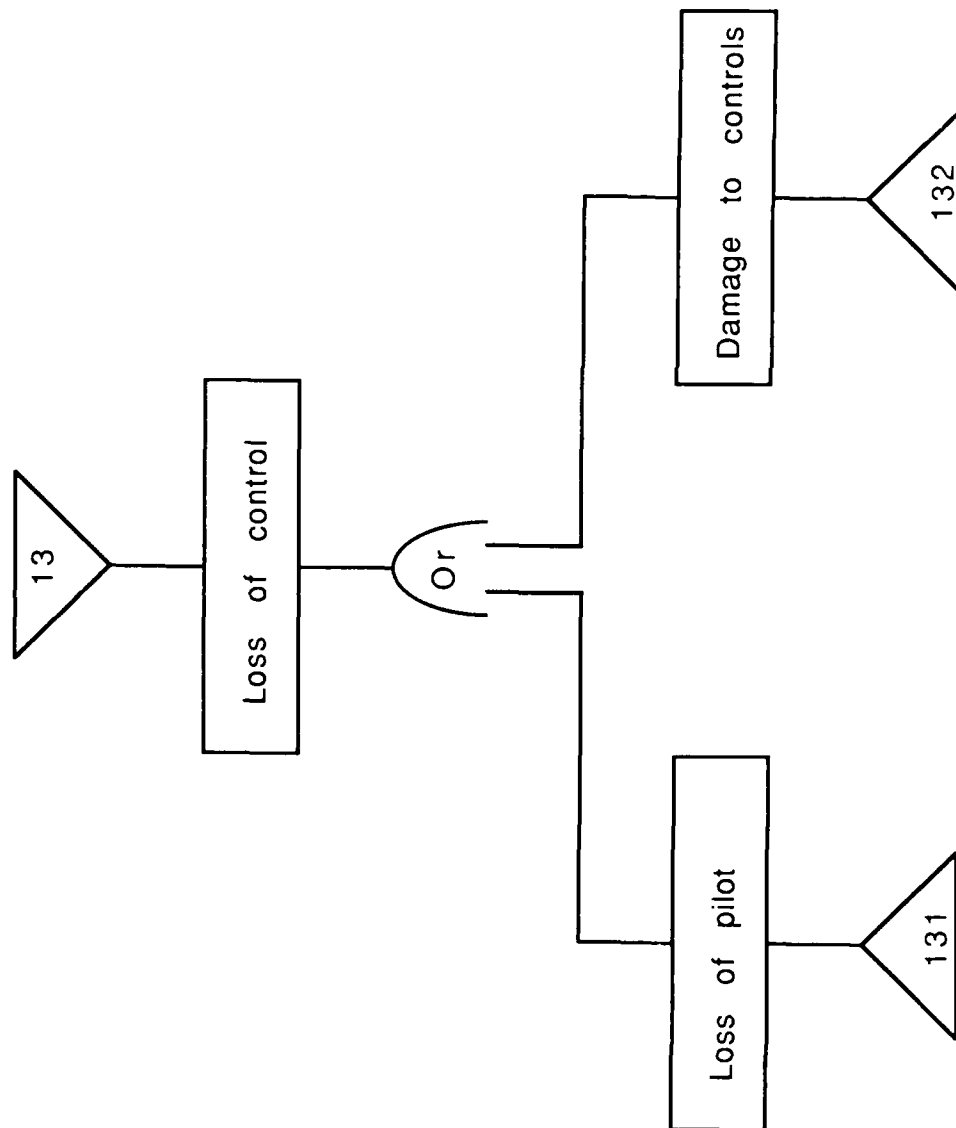 13
Loss of control
Or
Loss of pilot
Damage to controls
131
132